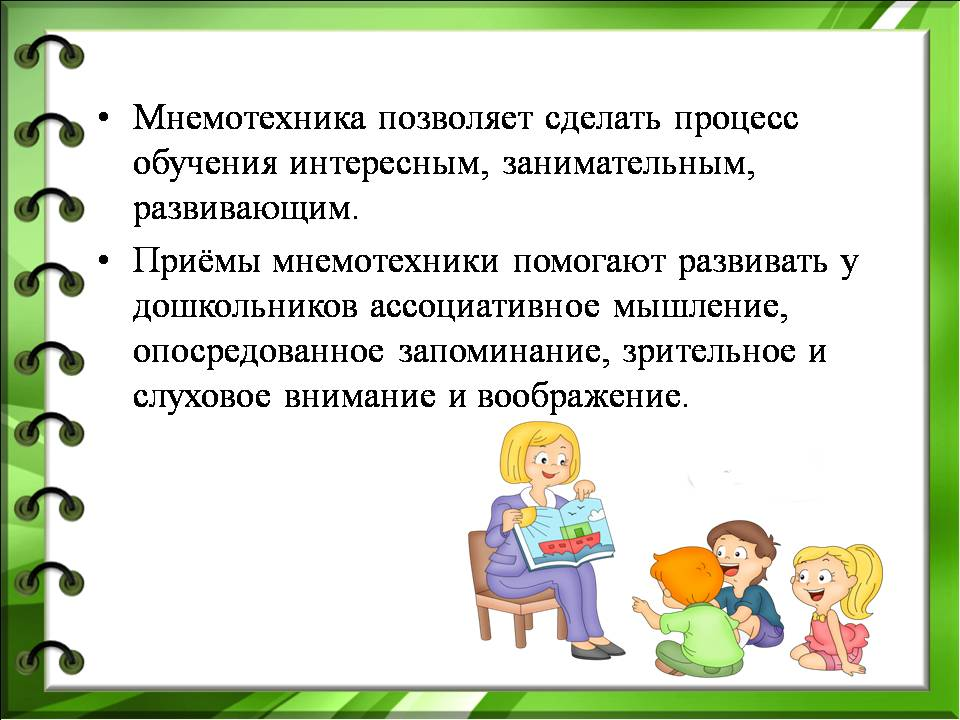 • Мнемотехника позволяет сделать процесс
обучения интересным, занимательным,
развивающим.
• Приёмы мнемотехники помогают развивать у
дошкольников ассоциативное мышление,
опосредованное запоминание, зрительное и
слуховое внимание и воображение.